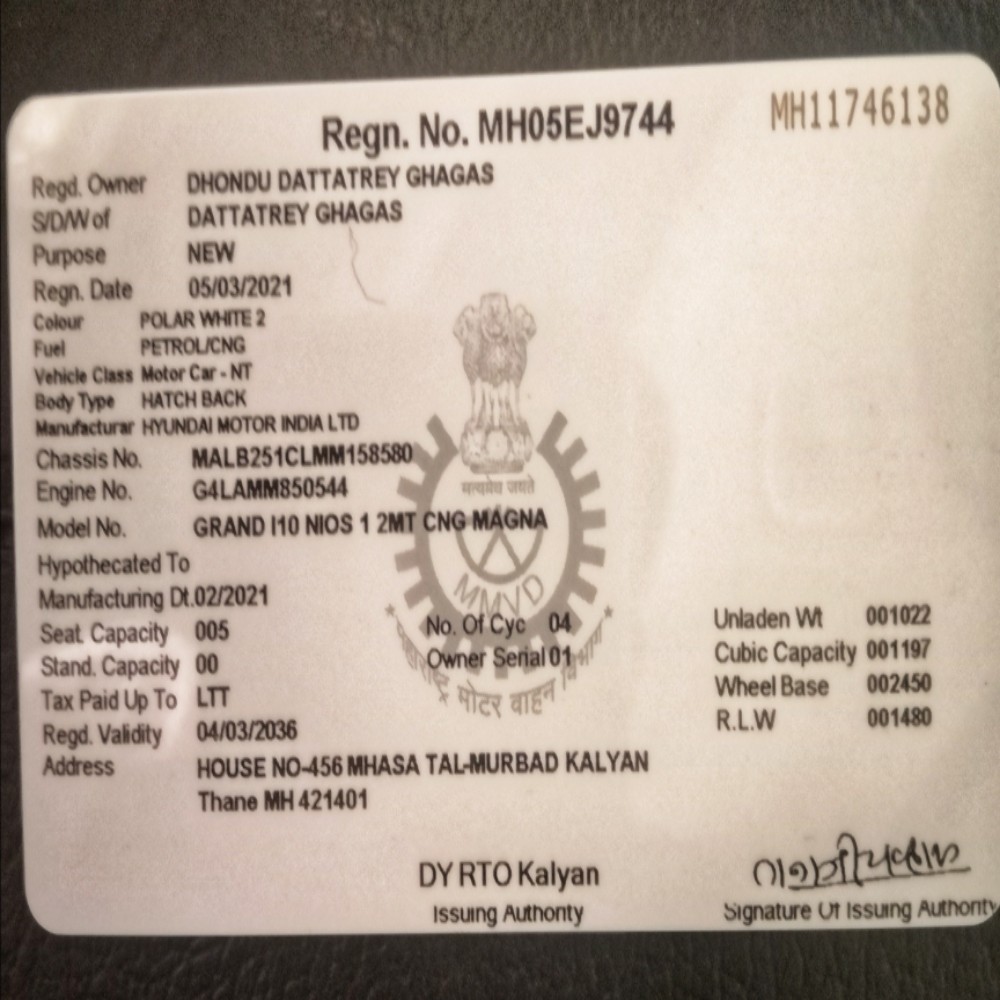 Regn. No. MH05EJ9744 MH11746138
Regd. Owner DHONDU DATTATREY GHAGAS
S/D/W of DATTATREY GHAGAS
Purpose NEW
Regn. Date 05/03/2021
Colour POLAR WHITE 2
Fuel PETROL/CNG
Vehicle Class Motor Car - NT
Body Type HATCH BACK
Manufacturar HYUNDAI MOTOR INDIA LTD
Chassis No. MALB251CLMM158580
Engine No. G4LAMM850544
सत्यमेव जयते
Model No. GRAND I10 NIOS 1 2MT CNG MAGNA
Hypothecated To
MMVD
Manufacturing Dt.02/2021
Seat. Capacity 005 No. Of Cyc 04 Unladen Wt 001022
Stand. Capacity 00 Owner Serial 01 Cubic Capacity 001197
Tax Paid Up To LTT Wheel Base 002450
मोटर वाहन
Regd. Validity 04/03/2036 R.L.W 001480
Address HOUSE NO-456 MHASA TAL-MURBAD KALYAN
Thane MH 421401
DY RTO Kalyan
Issuing Authority Signature Of Issuing Authority